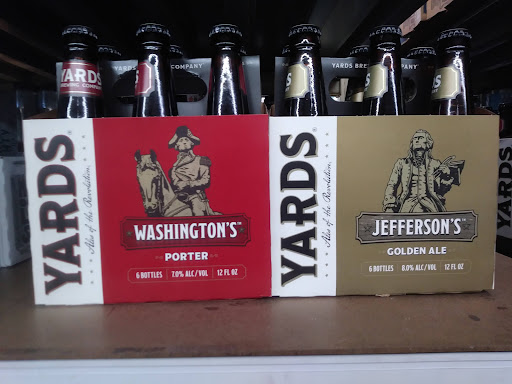 YARDS
BREWING COMPANY
COMPANY
YARDS BRE
YARDS
Ales of the Revolution.
WASHINGTON'S™
PORTER
6 BOTTLES | 7.0% ALC/VOL | 12 FL OZ
YARDS
Ales of the Revolution.
JEFFERSON'S™
GOLDEN ALE
6 BOTTLES | 8.0% ALC/VOL | 12 FL OZ